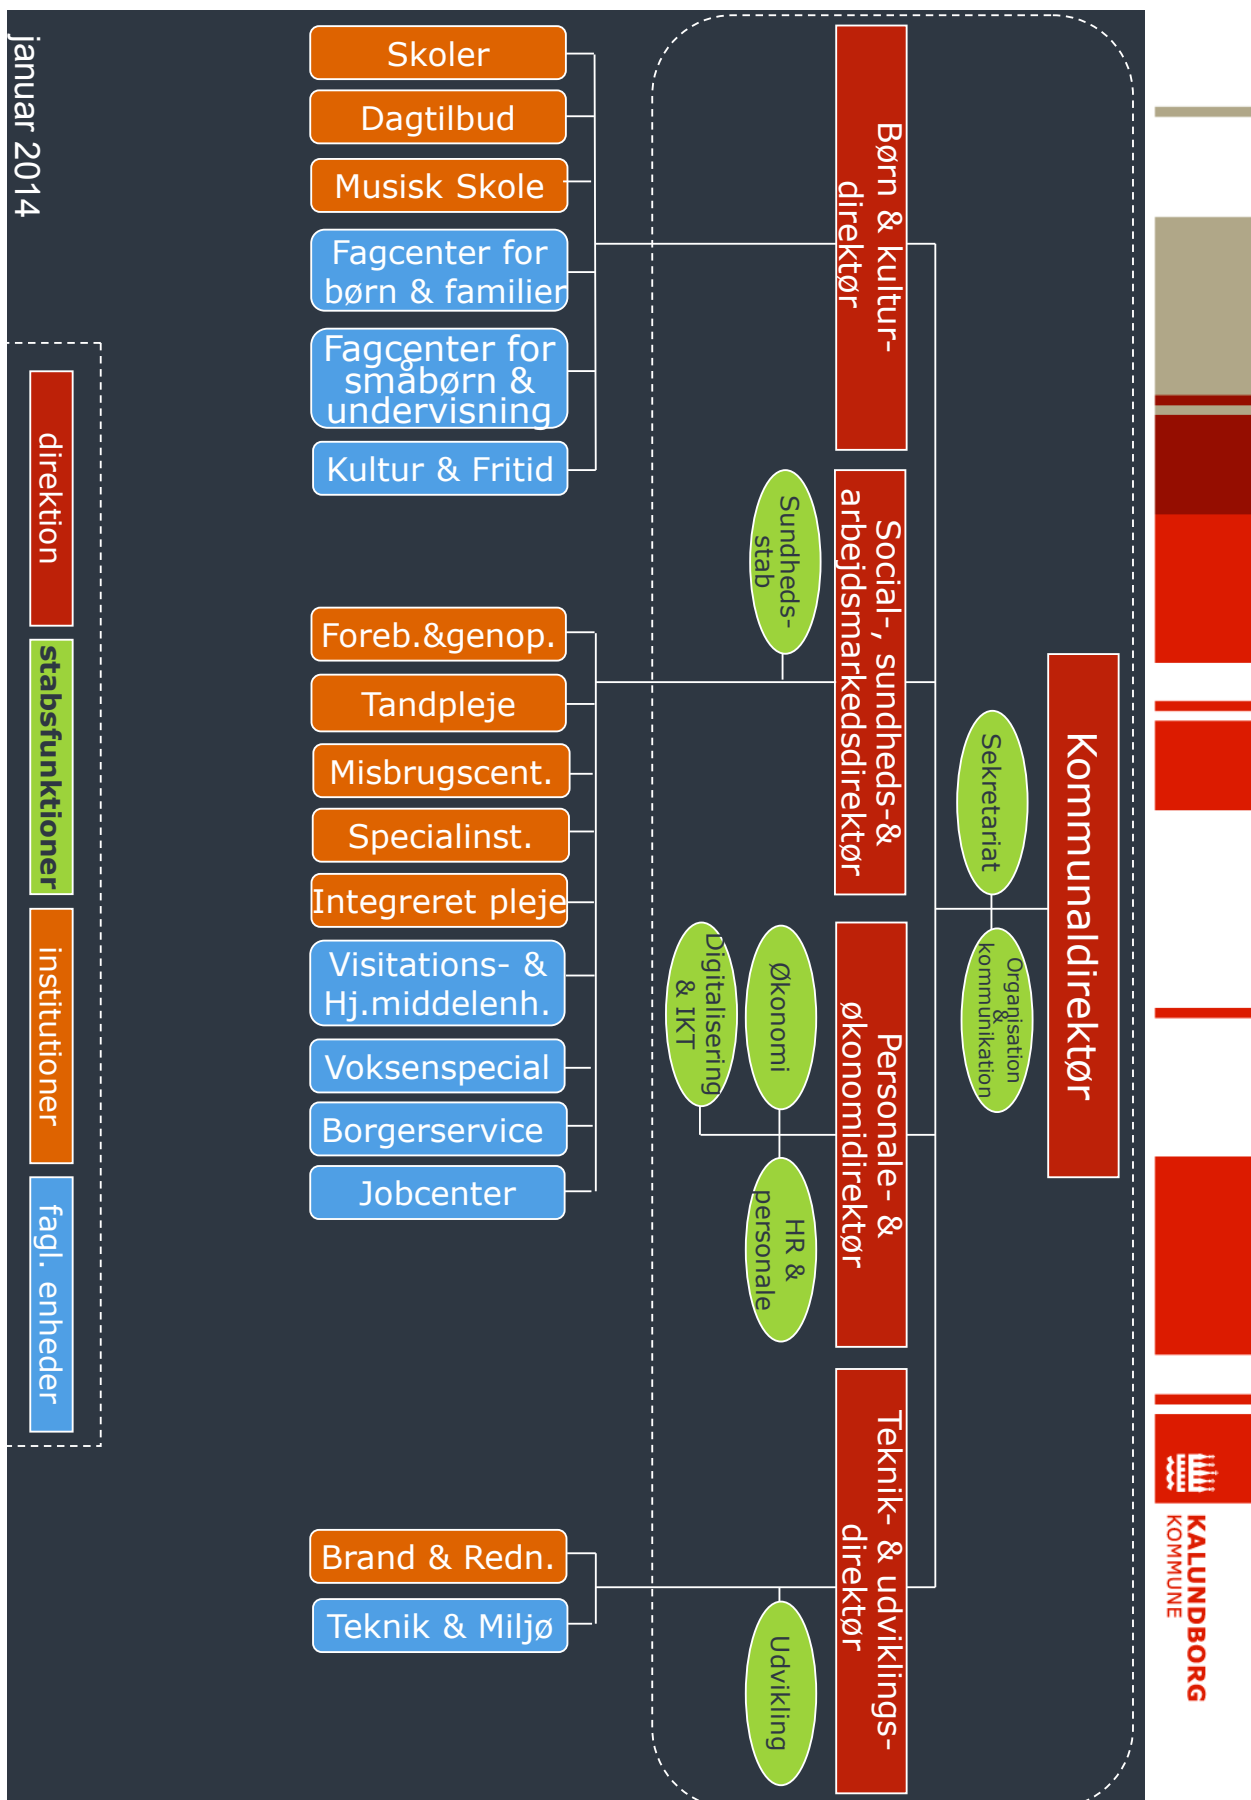 Kommunaldirektør
Sekretariat
Organisation
&
kommunikation
Børn & kultur-
direktør
Social-, sundheds-&
arbejdsmarkedsdirektør
Personale- &
økonomidirektør
Teknik- & udviklings-
direktør
Sundheds-
stab
Økonomi
Digitalisering
& IKT
HR &
personale
Udvikling
Skoler
Dagtilbud
Musisk Skole
Fagcenter for
børn & familier
Fagcenter for
småbørn &
undervisning
Kultur & Fritid
Foreb.&genop.
Tandpleje
Misbrugscent.
Specialinst.
Integreret pleje
Visitations- &
Hj.middelenh.
Voksenspecial
Borgerservice
Jobcenter
Brand & Redn.
Teknik & Miljø
direktion
stabsfunktioner
institutioner
fagl. enheder
januar 2014
KALUNDBORG
KOMMUNE